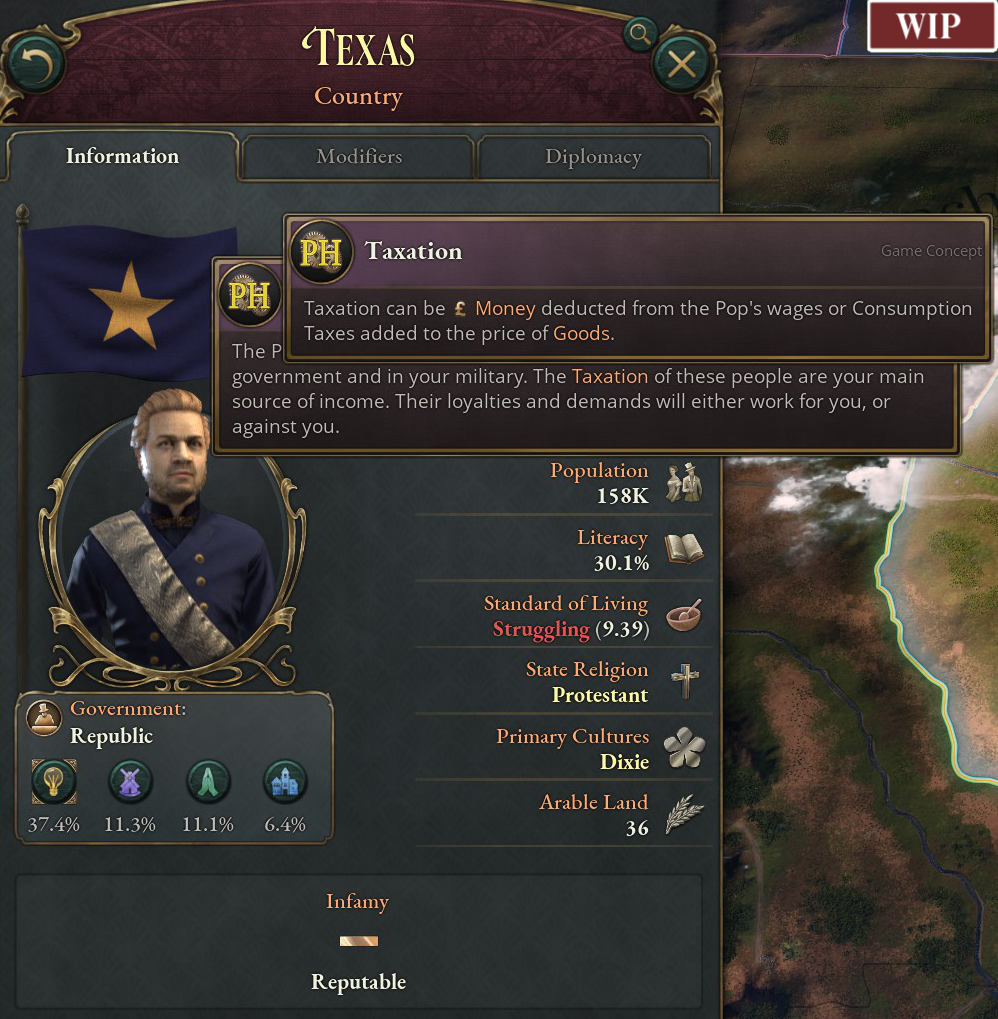 WIP
Texas
Country
Information
Modifiers
Diplomacy
PH
Taxation
Game Concept
Taxation can be £ Money deducted from the Pop's wages or Consumption
Taxes added to the price of Goods.
PH
The P
government and in your military. The Taxation of these people are your main
source of income. Their loyalties and demands will either work for you, or
against you.
Population
158K
Literacy
30.1%
Standard of Living
Struggling (9.39)
State Religion
Protestant
Primary Cultures
Dixie
Arable Land
36
Government:
Republic
37.4%
11.3%
11.1%
6.4%
Infamy
Reputable